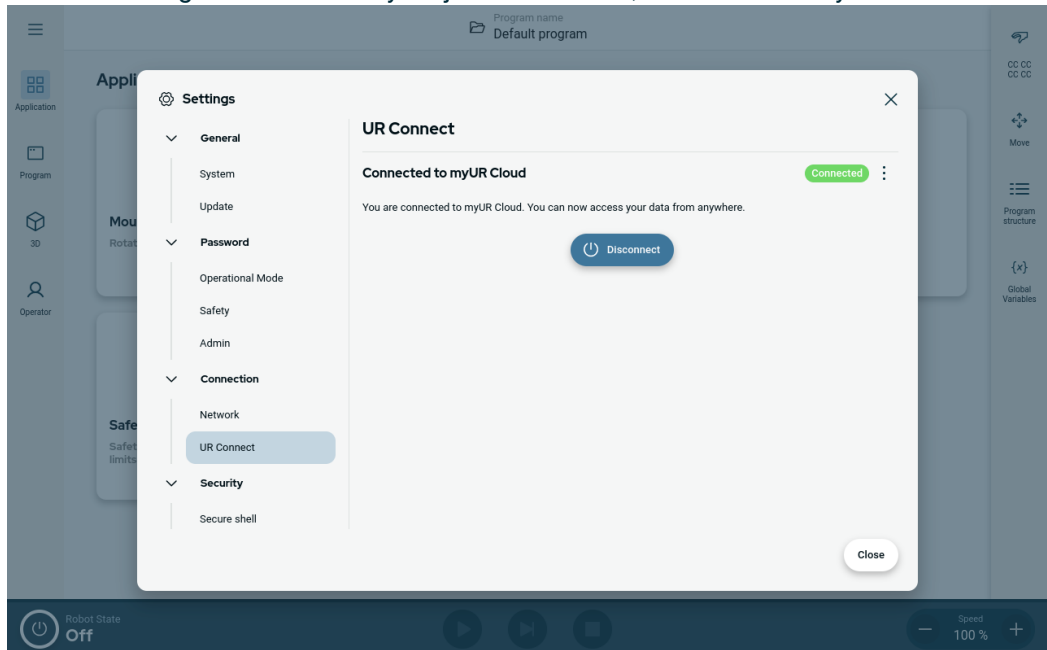 Program name
Default program
CC CC
CC CC
Application
Move
Program
Program
structure
3D
{x}
Global
Variables
Operator
Appli
Mou
Rotat
Safe
Safet
limits
Settings
General
System
Update
Password
Operational Mode
Safety
Admin
Connection
Network
UR Connect
Security
Secure shell
UR Connect
Connected to myUR Cloud
Connected
You are connected to myUR Cloud. You can now access your data from anywhere.
Disconnect
Close
Robot State
Off
Speed
100 %